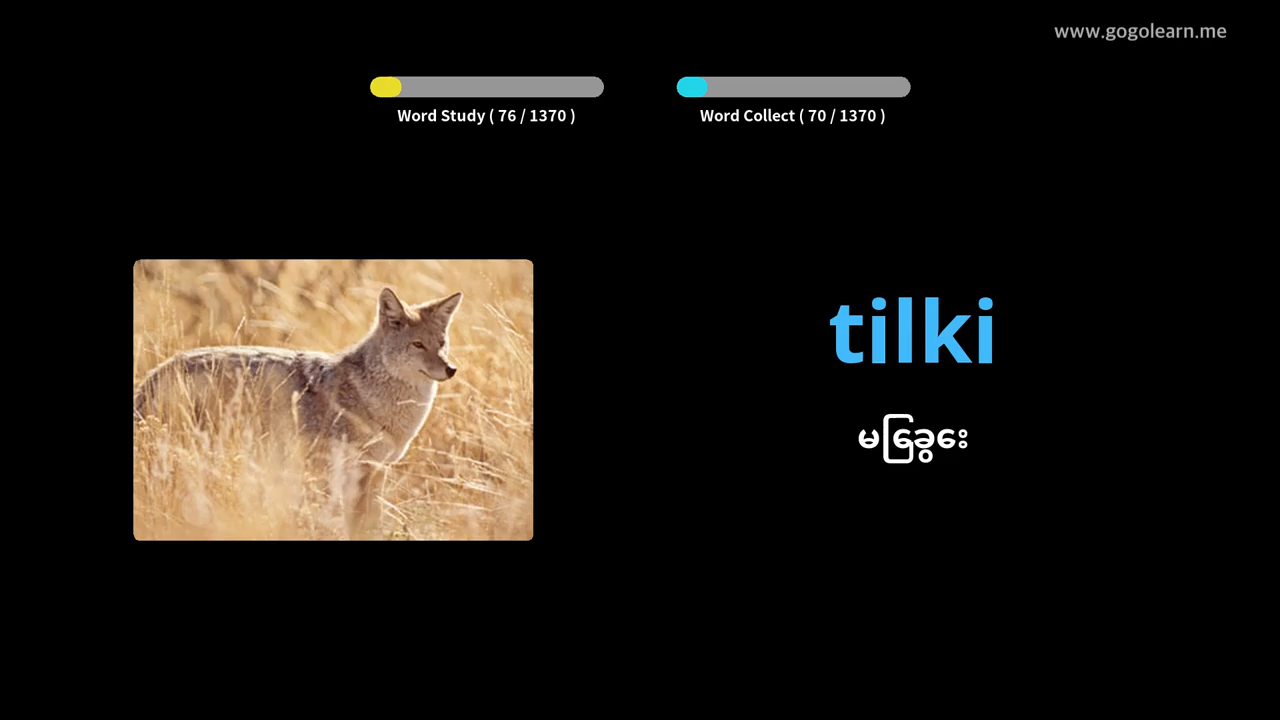 www.gogolearn.me
Word Study ( 76 / 1370 )
Word Collect ( 70 / 1370 )
tilki
မြေခွေး